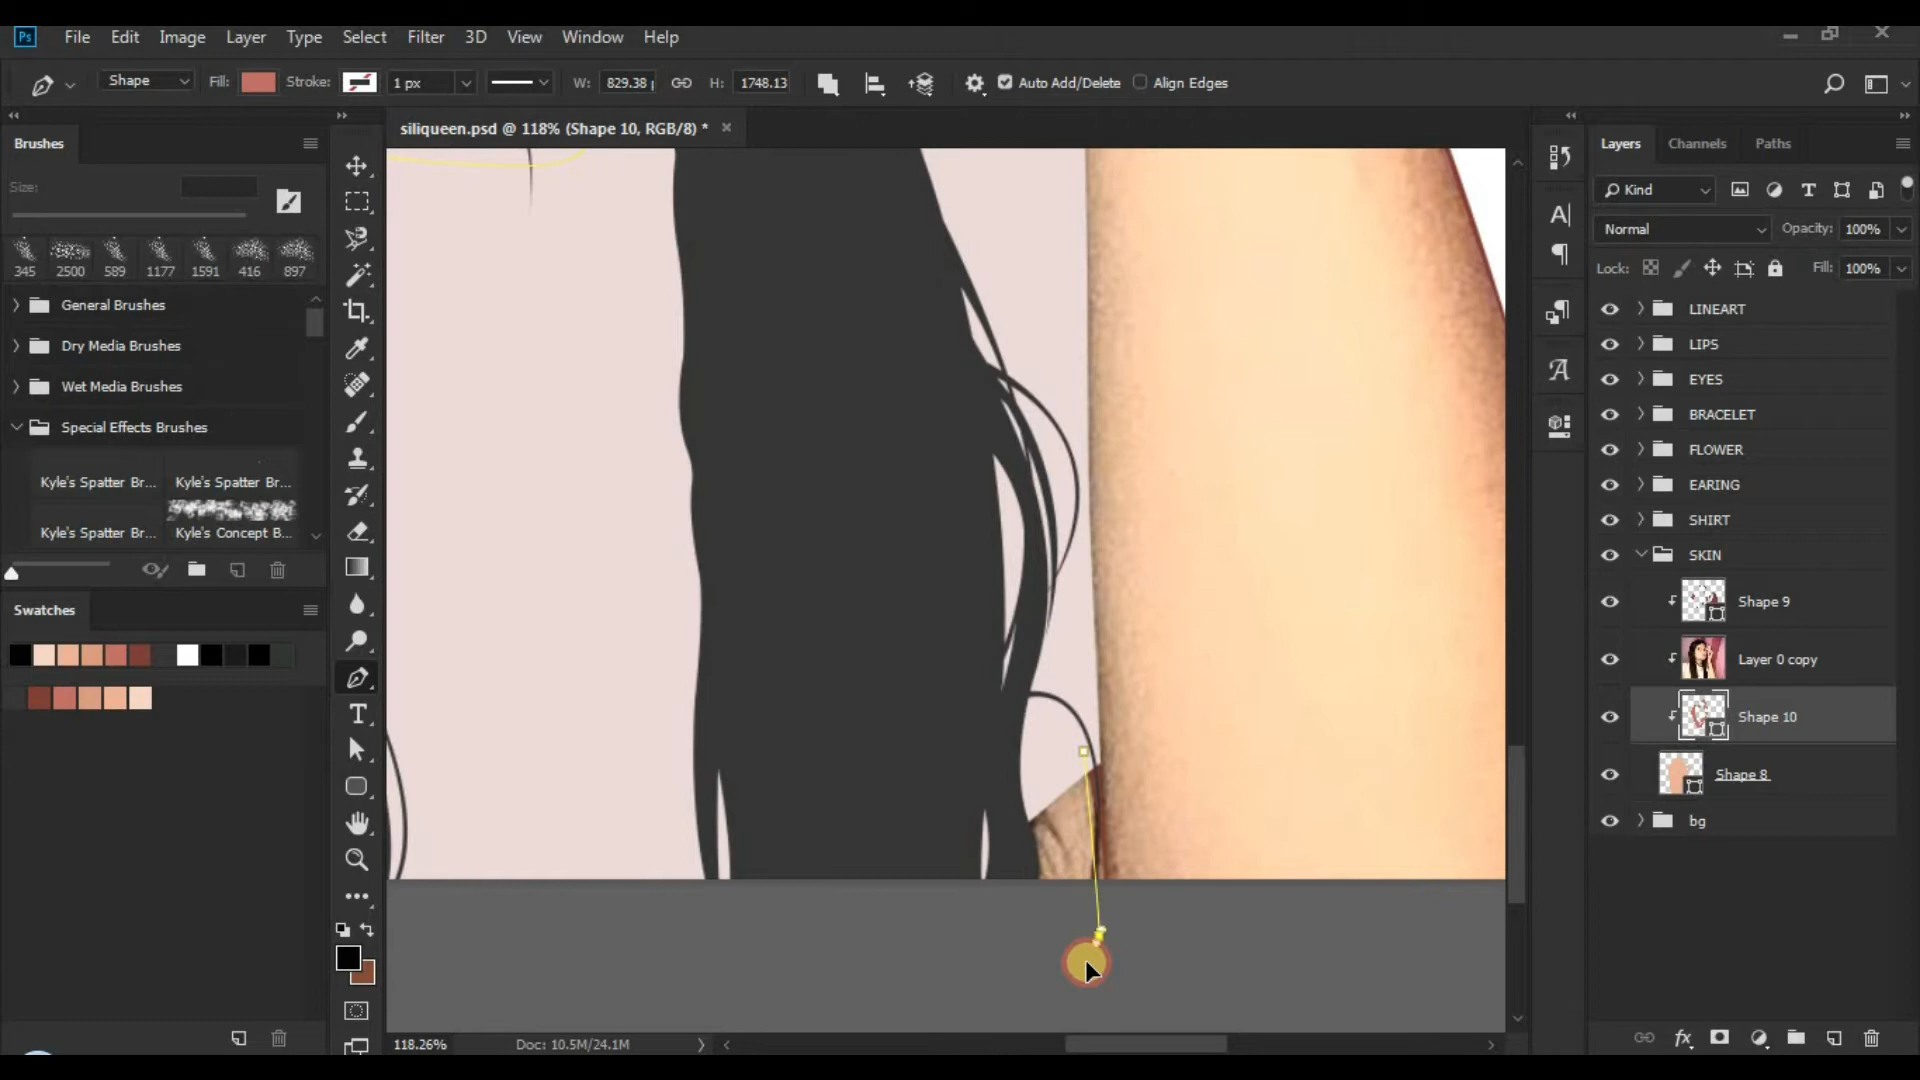 Ps File Edit Image Layer Type Select Filter 3D View Window Help
Shape Fill: Stroke: 1 px W: 829.38 H: 1748.13 Auto Add/Delete Align Edges
siliqueen.psd @ 118% (Shape 10, RGB/8) *
Brushes
Size:
345 2500 589 1177 1591 416 897
General Brushes
Dry Media Brushes
Wet Media Brushes
Special Effects Brushes
Kyle's Spatter Br... Kyle's Spatter Br...
Kyle's Spatter Br... Kyle's Concept B...
Swatches
118.26% Doc: 10.5M/24.1M
Layers Channels Paths
Kind
Normal Opacity: 100%
Lock: Fill: 100%
LINEART
LIPS
EYES
BRACELET
FLOWER
EARING
SHIRT
SKIN
Shape 9
Layer 0 copy
Shape 10
Shape 8
bg